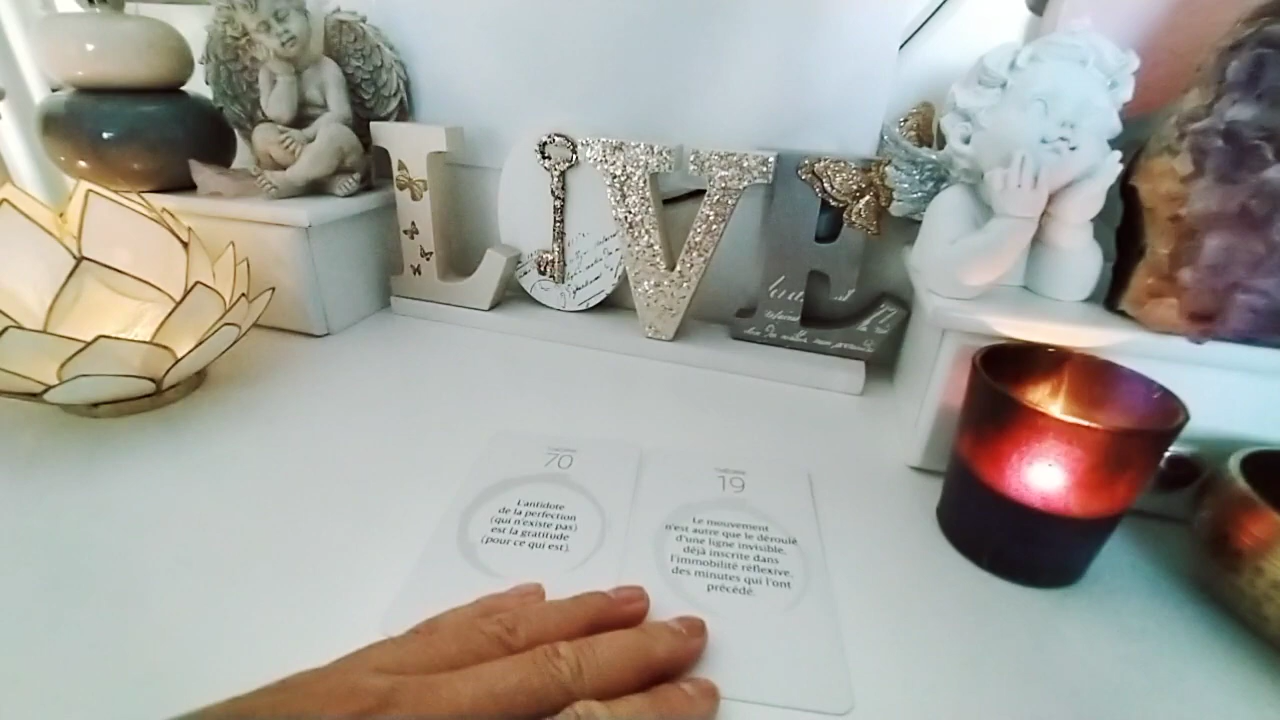 LOVE
70
L'antidote
de la perfection
(qui n'existe pas)
est la gratitude
(pour ce qui est).
19
Le mouvement
n'est autre que le déroulé
d'une ligne invisible,
déjà inscrite dans
l'immobilité réflexive,
des minutes qui l'ont
précédé.